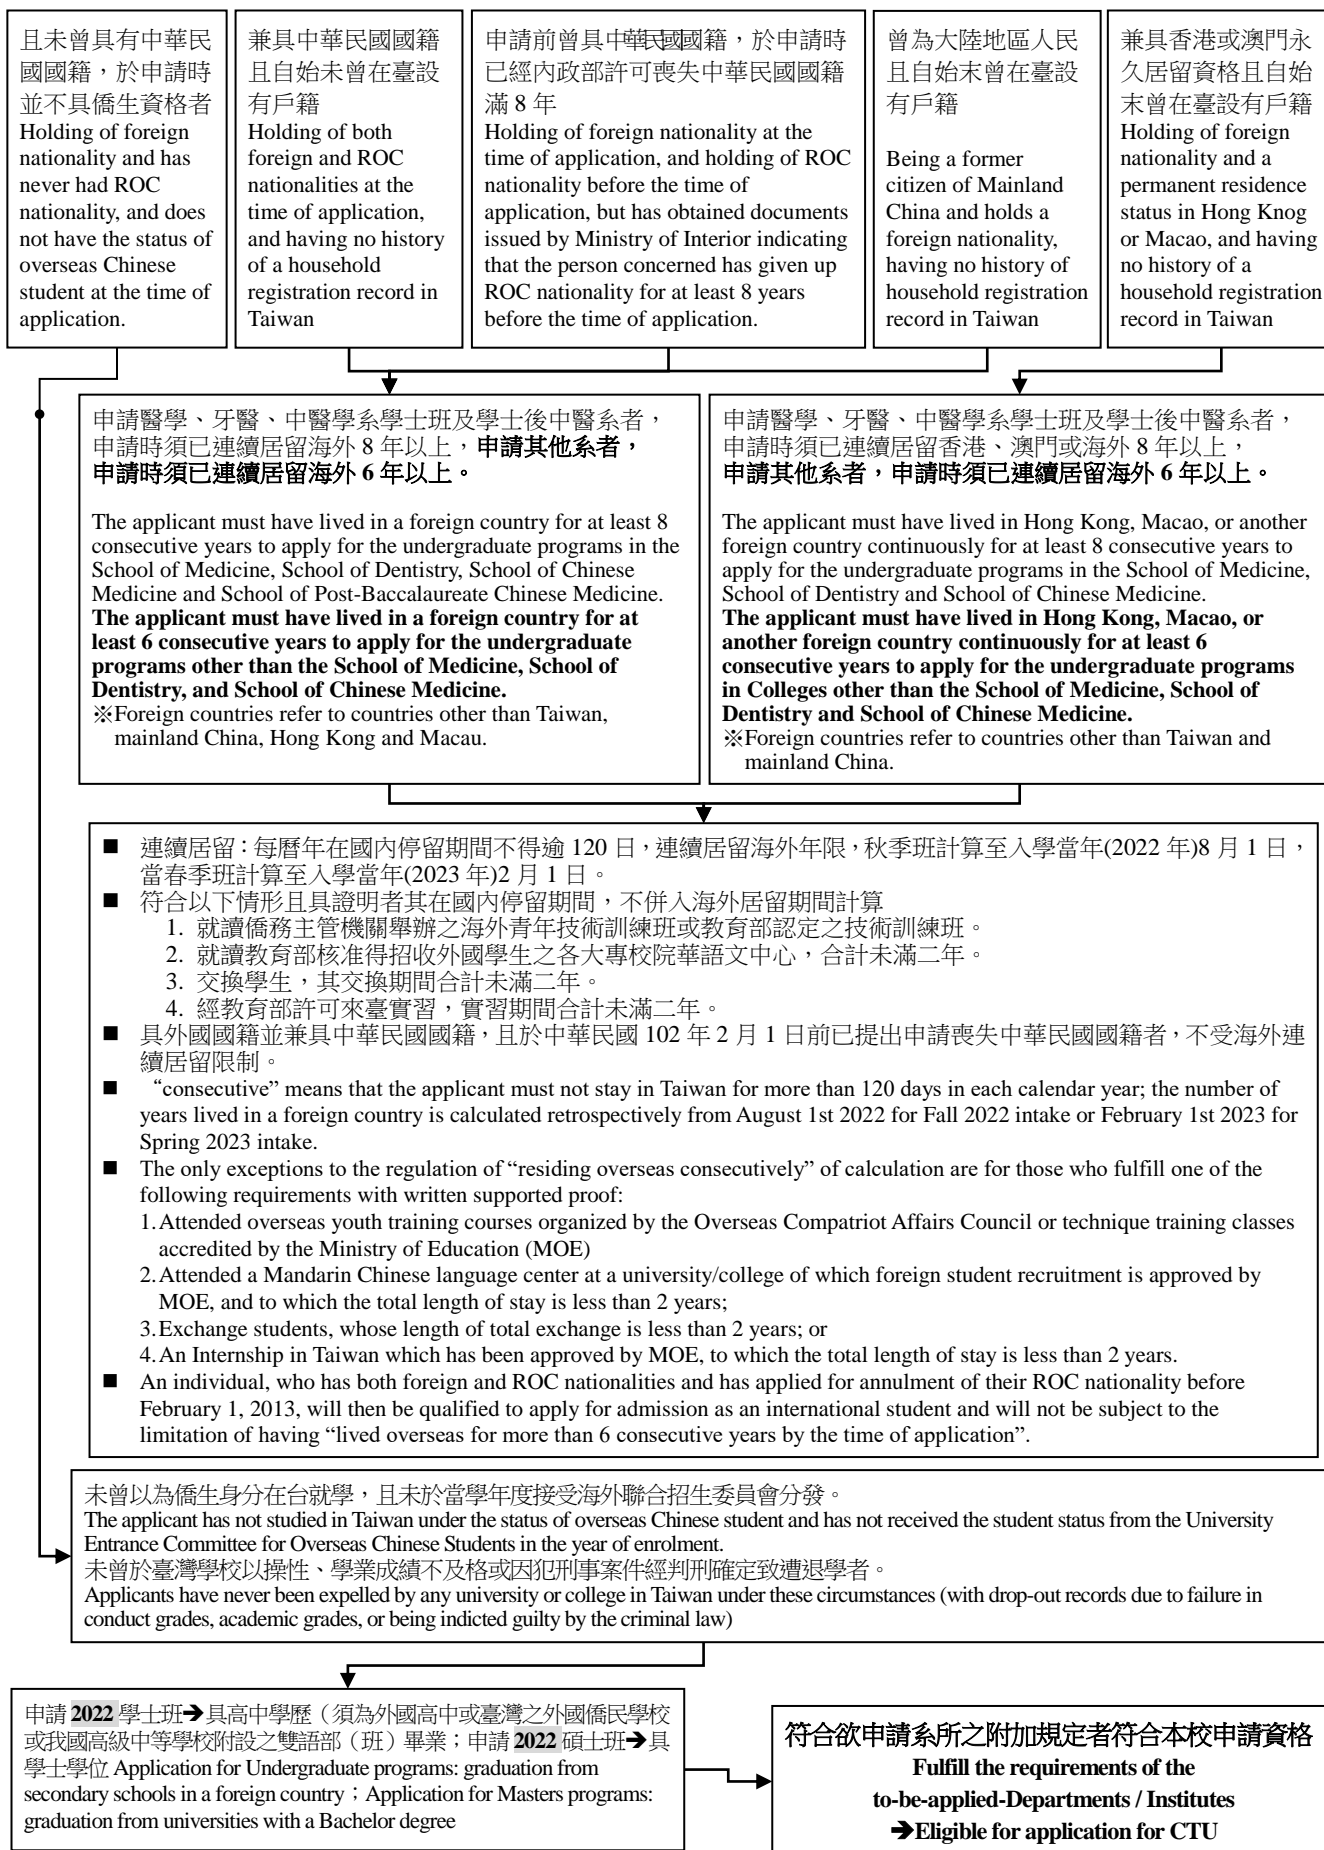 且未曾具有中華民
國國籍，於申請時
並不具僑生資格者
Holding of foreign
nationality and has
never had ROC
nationality, and does
not have the status of
overseas Chinese
student at the time of
application.
兼具中華民國國籍
且自始未曾在臺設
有戶籍
Holding of both
foreign and ROC
nationalities at the
time of application,
and having no history
of a household
registration record in
Taiwan
申請前曾具中華民國國籍，於申請時
已經內政部許可喪失中華民國國籍
滿 8 年
Holding of foreign nationality at the
time of application, and holding of ROC
nationality before the time of
application, but has obtained documents
issued by Ministry of Interior indicating
that the person concerned has given up
ROC nationality for at least 8 years
before the time of application.
曾為大陸地區人民
且自始末曾在臺設
有戶籍
Being a former
citizen of Mainland
China and holds a
foreign nationality,
having no history of
household registration
record in Taiwan
兼具香港或澳門永
久居留資格且自始
末曾在臺設有戶籍
Holding of foreign
nationality and a
permanent residence
status in Hong Knog
or Macao, and having
no history of a
household registration
record in Taiwan
申請醫學、牙醫、中醫學系學士班及學士後中醫系者，
申請時須已連續居留海外 8 年以上，申請其他系者，
申請時須已連續居留海外 6 年以上。
The applicant must have lived in a foreign country for at least 8
consecutive years to apply for the undergraduate programs in the
School of Medicine, School of Dentistry, School of Chinese
Medicine and School of Post-Baccalaureate Chinese Medicine.
The applicant must have lived in a foreign country for at
least 6 consecutive years to apply for the undergraduate
programs other than the School of Medicine, School of
Dentistry, and School of Chinese Medicine.
※Foreign countries refer to countries other than Taiwan,
mainland China, Hong Kong and Macau.
申請醫學、牙醫、中醫學系學士班及學士後中醫系者，
申請時須已連續居留香港、澳門或海外 8 年以上，
申請其他系者，申請時須已連續居留海外 6 年以上。
The applicant must have lived in Hong Kong, Macao, or another
foreign country continuously for at least 8 consecutive years to
apply for the undergraduate programs in the School of Medicine,
School of Dentistry and School of Chinese Medicine.
The applicant must have lived in Hong Kong, Macao, or
another foreign country continuously for at least 6
consecutive years to apply for the undergraduate programs
in Colleges other than the School of Medicine, School of
Dentistry and School of Chinese Medicine.
※Foreign countries refer to countries other than Taiwan and
mainland China.
■ 連續居留：每曆年在國內停留期間不得逾 120 日，連續居留海外年限，秋季班計算至入學當年(2022 年)8 月 1 日，
當春季班計算至入學當年(2023 年)2 月 1 日。
■ 符合以下情形且具證明者其在國內停留期間，不併入海外居留期間計算
1. 就讀僑務主管機關舉辦之海外青年技術訓練班或教育部認定之技術訓練班。
2. 就讀教育部核准得招收外國學生之各大專校院華語文中心，合計未滿二年。
3. 交換學生，其交換期間合計未滿二年。
4. 經教育部許可來臺實習，實習期間合計未滿二年。
■ 具外國國籍並兼具中華民國國籍，且於中華民國 102 年 2 月 1 日前已提出申請喪失中華民國國籍者，不受海外連
續居留限制。
■ “consecutive” means that the applicant must not stay in Taiwan for more than 120 days in each calendar year; the number of
years lived in a foreign country is calculated retrospectively from August 1st 2022 for Fall 2022 intake or February 1st 2023 for
Spring 2023 intake.
■ The only exceptions to the regulation of “residing overseas consecutively” of calculation are for those who fulfill one of the
following requirements with written supported proof:
1. Attended overseas youth training courses organized by the Overseas Compatriot Affairs Council or technique training classes
accredited by the Ministry of Education (MOE)
2. Attended a Mandarin Chinese language center at a university/college of which foreign student recruitment is approved by
MOE, and to which the total length of stay is less than 2 years;
3. Exchange students, whose length of total exchange is less than 2 years; or
4. An Internship in Taiwan which has been approved by MOE, to which the total length of stay is less than 2 years.
■ An individual, who has both foreign and ROC nationalities and has applied for annulment of their ROC nationality before
February 1, 2013, will then be qualified to apply for admission as an international student and will not be subject to the
limitation of having “lived overseas for more than 6 consecutive years by the time of application”.
未曾以為僑生身分在台就學，且未於當學年度接受海外聯合招生委員會分發。
The applicant has not studied in Taiwan under the status of overseas Chinese student and has not received the student status from the University
Entrance Committee for Overseas Chinese Students in the year of enrolment.
未曾於臺灣學校以操性、學業成績不及格或因犯刑事案件經判刑確定致遭退學者。
Applicants have never been expelled by any university or college in Taiwan under these circumstances (with drop-out records due to failure in
conduct grades, academic grades, or being indicted guilty by the criminal law)
申請 2022 學士班➔具高中學歷（須為外國高中或臺灣之外國僑民學校
或我國高級中等學校附設之雙語部（班）畢業；申請 2022 碩士班➔具
學士學位 Application for Undergraduate programs: graduation from
secondary schools in a foreign country；Application for Masters programs:
graduation from universities with a Bachelor degree
符合欲申請系所之附加規定者符合本校申請資格
Fulfill the requirements of the
to-be-applied-Departments / Institutes
➔Eligible for application for CTU